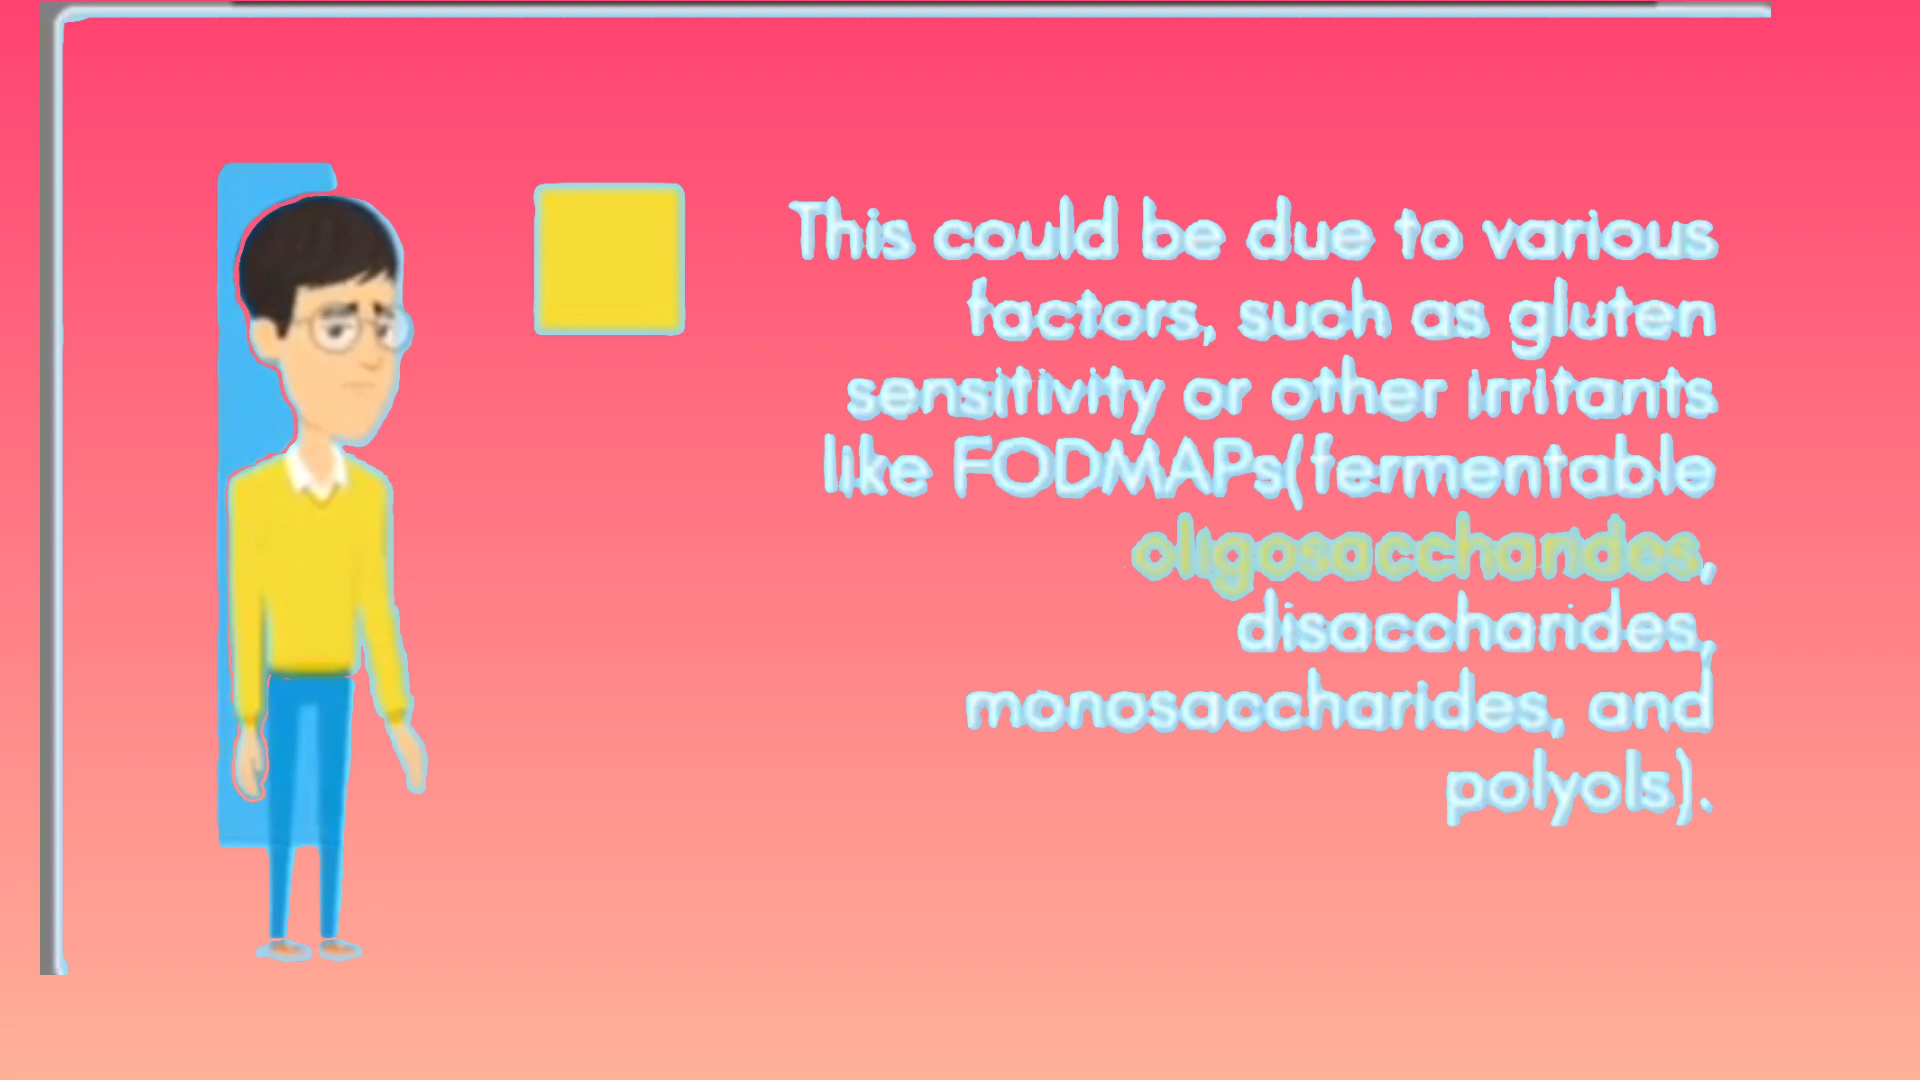 This could be due to various
factors, such as gluten
sensitivity or other irritants
like FODMAPs(fermentable
oligosaccharides,
disaccharides,
monosaccharides, and
polyols).